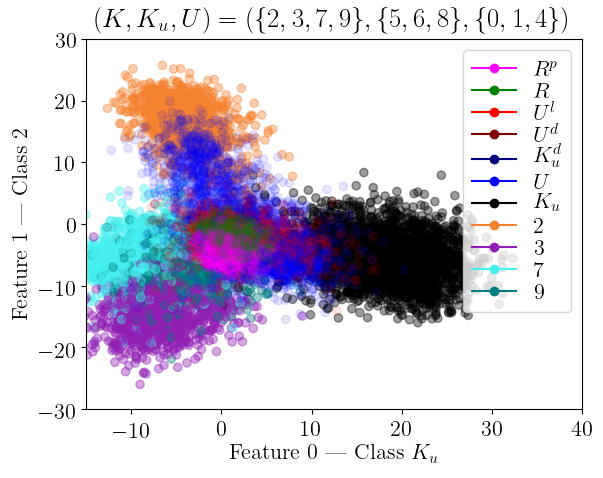 (K, K_u, U) = ({2, 3, 7, 9}, {5, 6, 8}, {0, 1, 4})
30
20
10
0
−10
−20
−30
Feature 1 — Class 2
R^p
R
U^l
U^d
K_u^d
U
K_u
2
3
7
9
−10
0
10
20
30
40
Feature 0 — Class K_u